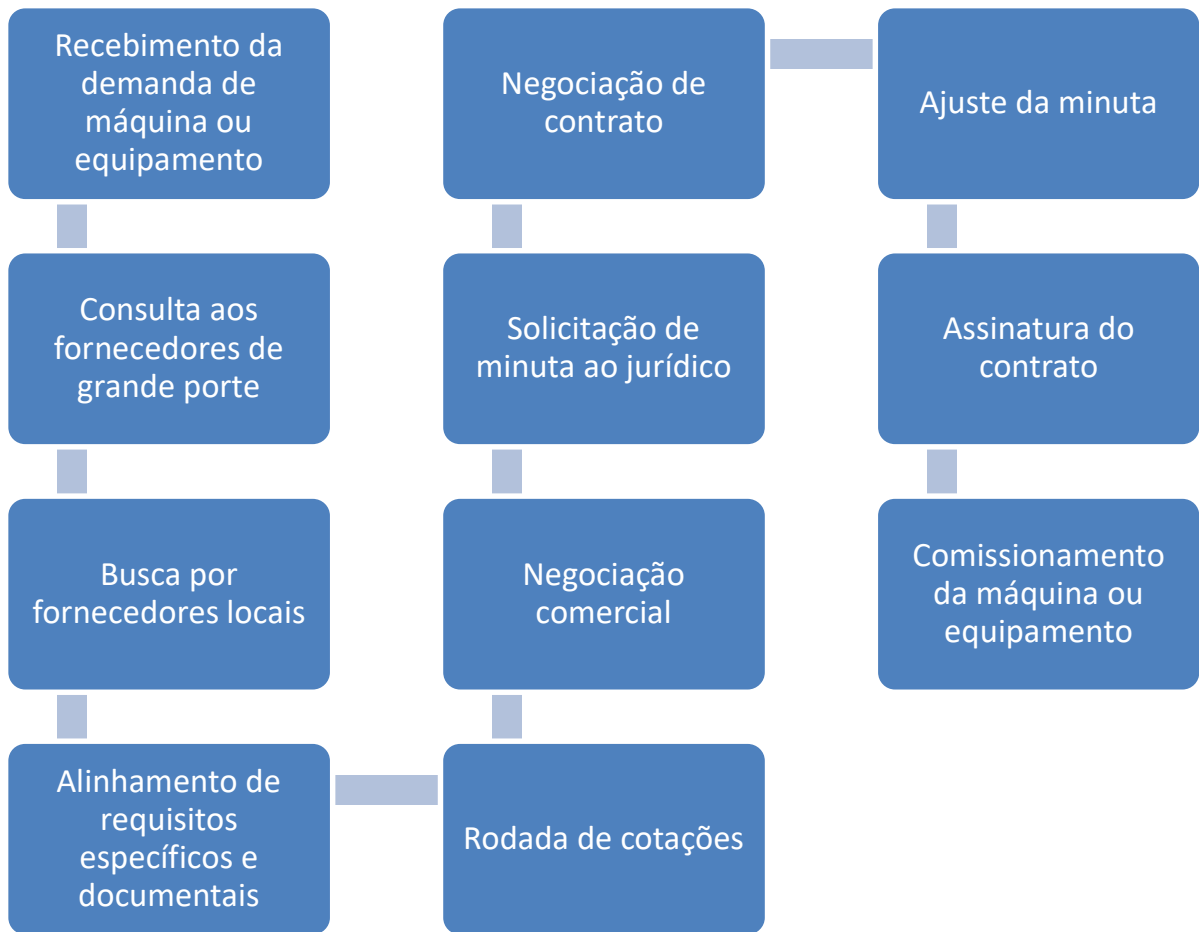 Recebimento da
demanda de
máquina ou
equipamento
Consulta aos
fornecedores de
grande porte
Busca por
fornecedores locais
Alinhamento de
requisitos
específicos e
documentais
Rodada de cotações
Negociação
comercial
Solicitação de
minuta ao jurídico
Negociação de
contrato
Ajuste da minuta
Assinatura do
contrato
Comissionamento
da máquina ou
equipamento